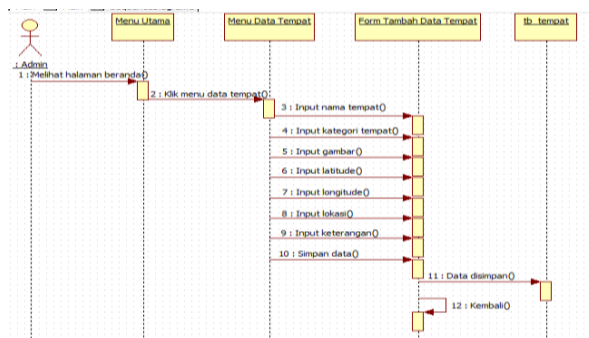 Menu Utama
Menu Data Tempat
Form Tambah Data Tempat
tb_tempat
: Admin
1 : Melihat halaman beranda()
2 : Klik menu data tempat()
3 : Input nama tempat()
4 : Input kategori tempat()
5 : Input gambar()
6 : Input latitude()
7 : Input longitude()
8 : Input lokasi()
9 : Input keterangan()
10 : Simpan data()
11 : Data disimpan()
12 : Kembali()